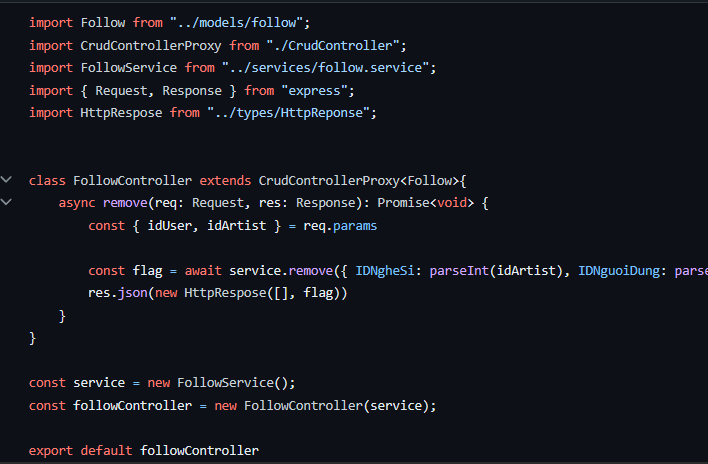 import Follow from "../models/follow";
import CrudControllerProxy from "./CrudController";
import FollowService from "../services/follow.service";
import { Request, Response } from "express";
import HttpRespose from "../types/HttpReponse";
class FollowController extends CrudControllerProxy<Follow>{
async remove(req: Request, res: Response): Promise<void> {
const { idUser, idArtist } = req.params
const flag = await service.remove({ IDNgheSi: parseInt(idArtist), IDNguoiDung: parse
res.json(new HttpRespose([], flag))
}
}
const service = new FollowService();
const followController = new FollowController(service);
export default followController